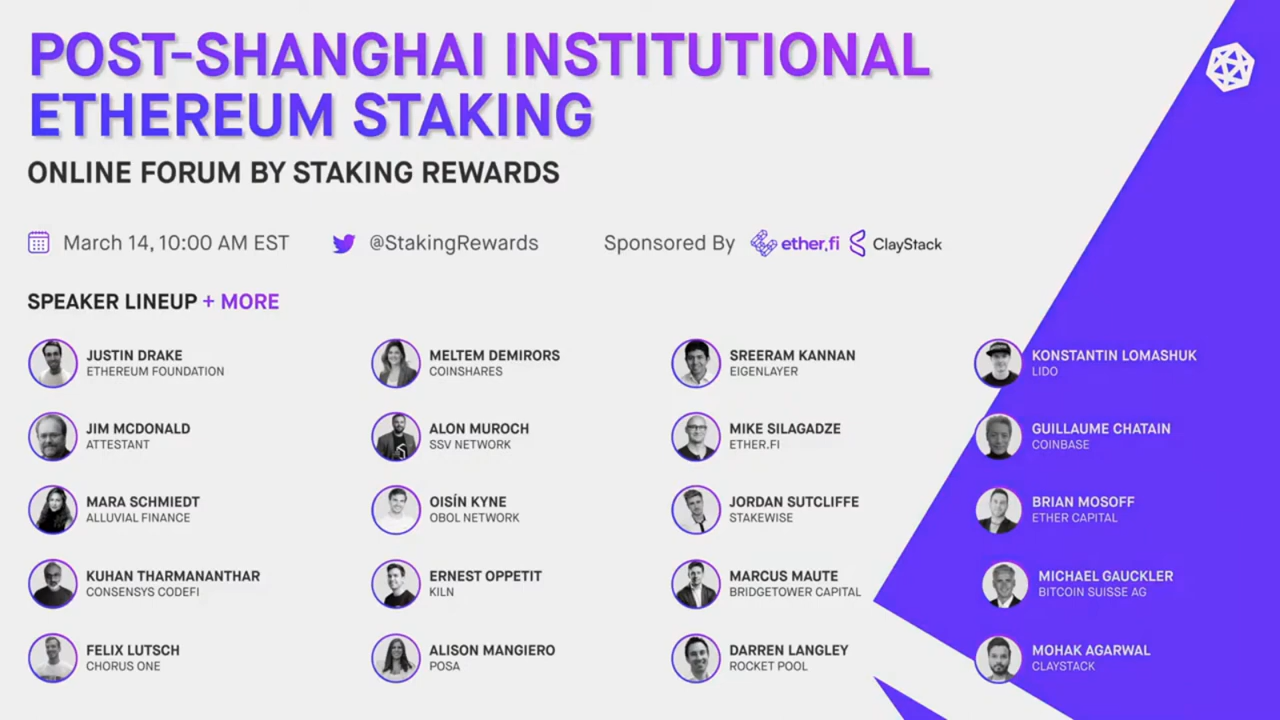 POST-SHANGHAI INSTITUTIONAL
ETHEREUM STAKING
ONLINE FORUM BY STAKING REWARDS
March 14, 10:00 AM EST
@StakingRewards
Sponsored By
ether.fi
ClayStack
SPEAKER LINEUP + MORE
JUSTIN DRAKE
ETHEREUM FOUNDATION
MELTEM DEMIRORS
COINSHARES
SREERAM KANNAN
EIGENLAYER
KONSTANTIN LOMASHUK
LIDO
JIM MCDONALD
ATTESTANT
ALON MUROCH
SSV NETWORK
MIKE SILAGADZE
ETHER.FI
GUILLAUME CHATAIN
COINBASE
MARA SCHMIEDT
ALLUVIAL FINANCE
OISÍN KYNE
OBOL NETWORK
JORDAN SUTCLIFFE
STAKEWISE
BRIAN MOSOFF
ETHER CAPITAL
KUHAN THARMANANTHAR
CONSENSYS CODEFI
ERNEST OPPETIT
KILN
MARCUS MAUTE
BRIDGETOWER CAPITAL
MICHAEL GAUCKLER
BITCOIN SUISSE AG
FELIX LUTSCH
CHORUS ONE
ALISON MANGIERO
POSA
DARREN LANGLEY
ROCKET POOL
MOHAK AGARWAL
CLAYSTACK